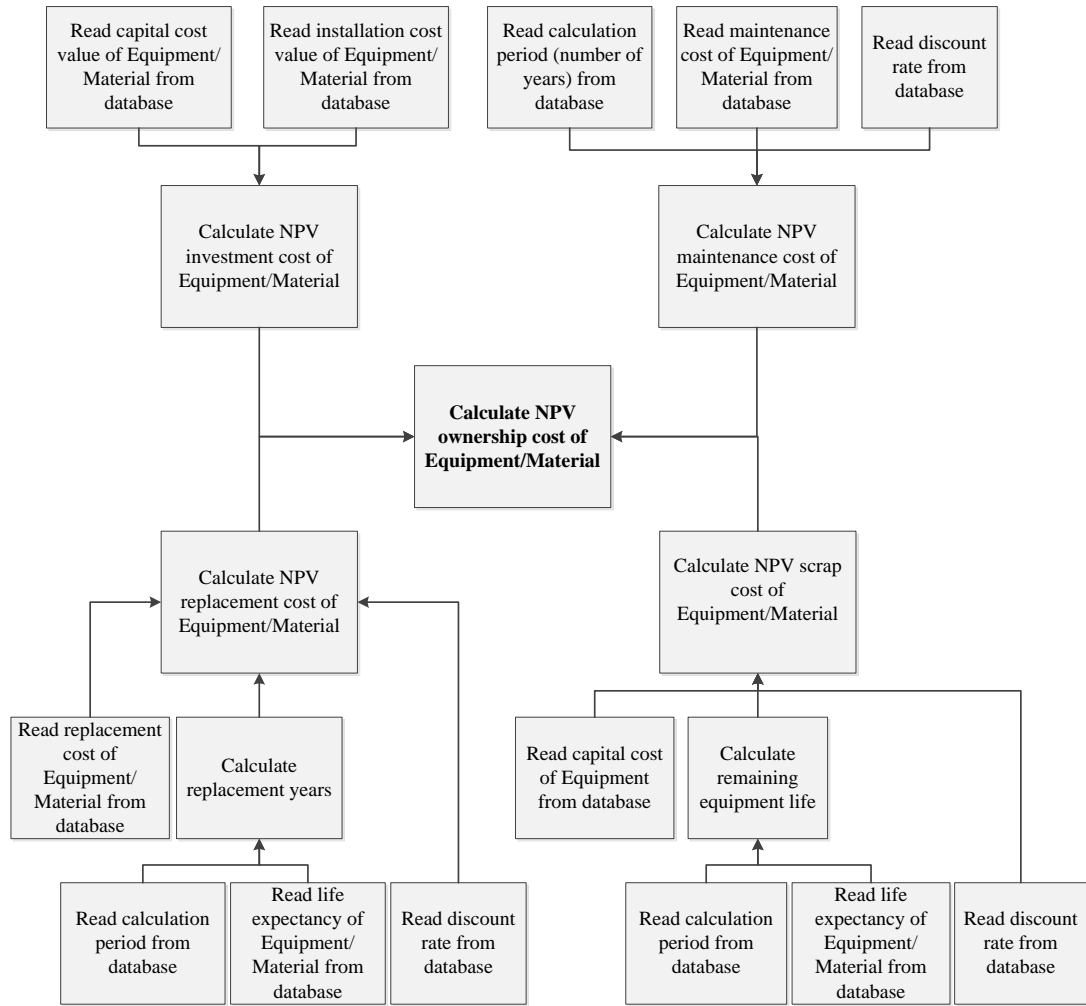 Read capital cost
value of Equipment/
Material from
database
Read installation cost
value of Equipment/
Material from
database
Read calculation
period (number of
years) from
database
Read maintenance
cost of Equipment/
Material from
database
Read discount
rate from
database
Calculate NPV
investment cost of
Equipment/Material
Calculate NPV
maintenance cost of
Equipment/Material
Calculate NPV
ownership cost of
Equipment/Material
Calculate NPV
replacement cost of
Equipment/Material
Calculate NPV scrap
cost of
Equipment/Material
Read replacement
cost of
Equipment/
Material from
database
Calculate
replacement years
Read capital cost
of Equipment
from database
Calculate
remaining
equipment life
Read calculation
period from
database
Read life
expectancy of
Equipment/
Material from
database
Read discount
rate from
database
Read calculation
period from
database
Read life
expectancy of
Equipment/
Material from
database
Read discount
rate from
database